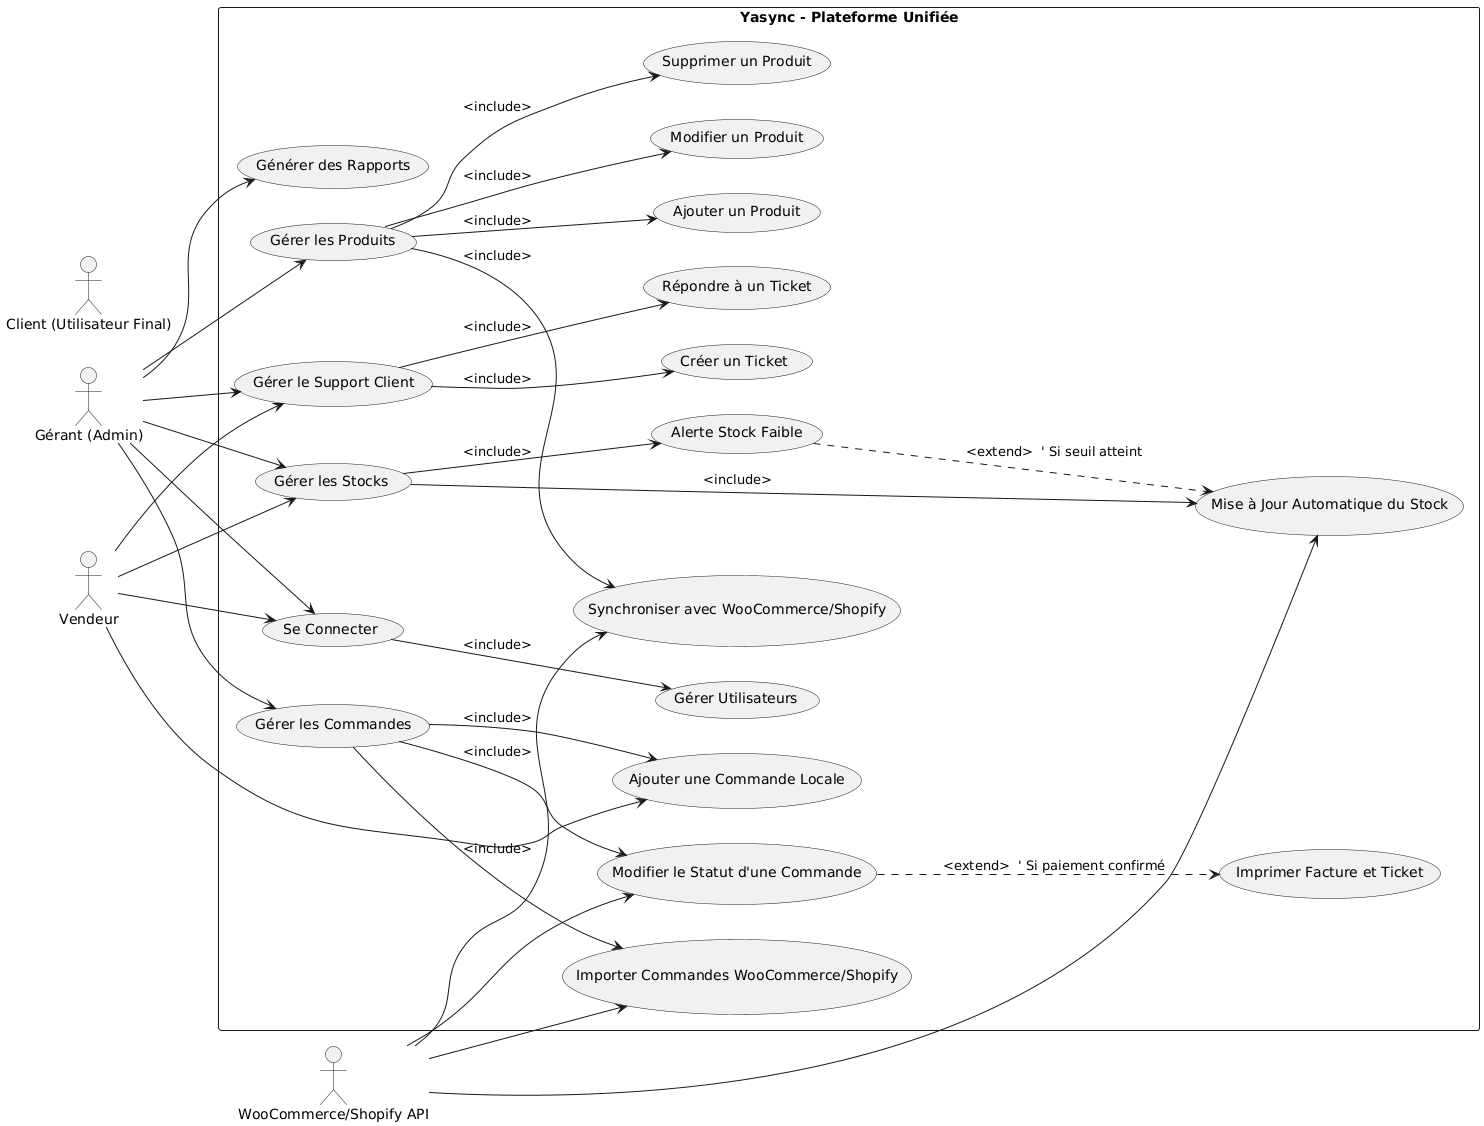 Yasync - Plateforme Unifiée
Supprimer un Produit
<include>
Modifier un Produit
Générer des Rapports
<include>
Ajouter un Produit
<include>
Gérer les Produits
<include>
Répondre à un Ticket
Client (Utilisateur Final)
<include>
Créer un Ticket
<include>
Gérer le Support Client
Gérant (Admin)
Alerte Stock Faible
<include>
<extend> ' Si seuil atteint
Gérer les Stocks
<include>
Mise à Jour Automatique du Stock
Synchroniser avec WooCommerce/Shopify
Vendeur
Se Connecter
<include>
Gérer Utilisateurs
<include>
Gérer les Commandes
<include>
Ajouter une Commande Locale
<include>
<extend> ' Si paiement confirmé
Modifier le Statut d'une Commande
Imprimer Facture et Ticket
Importer Commandes WooCommerce/Shopify
WooCommerce/Shopify API